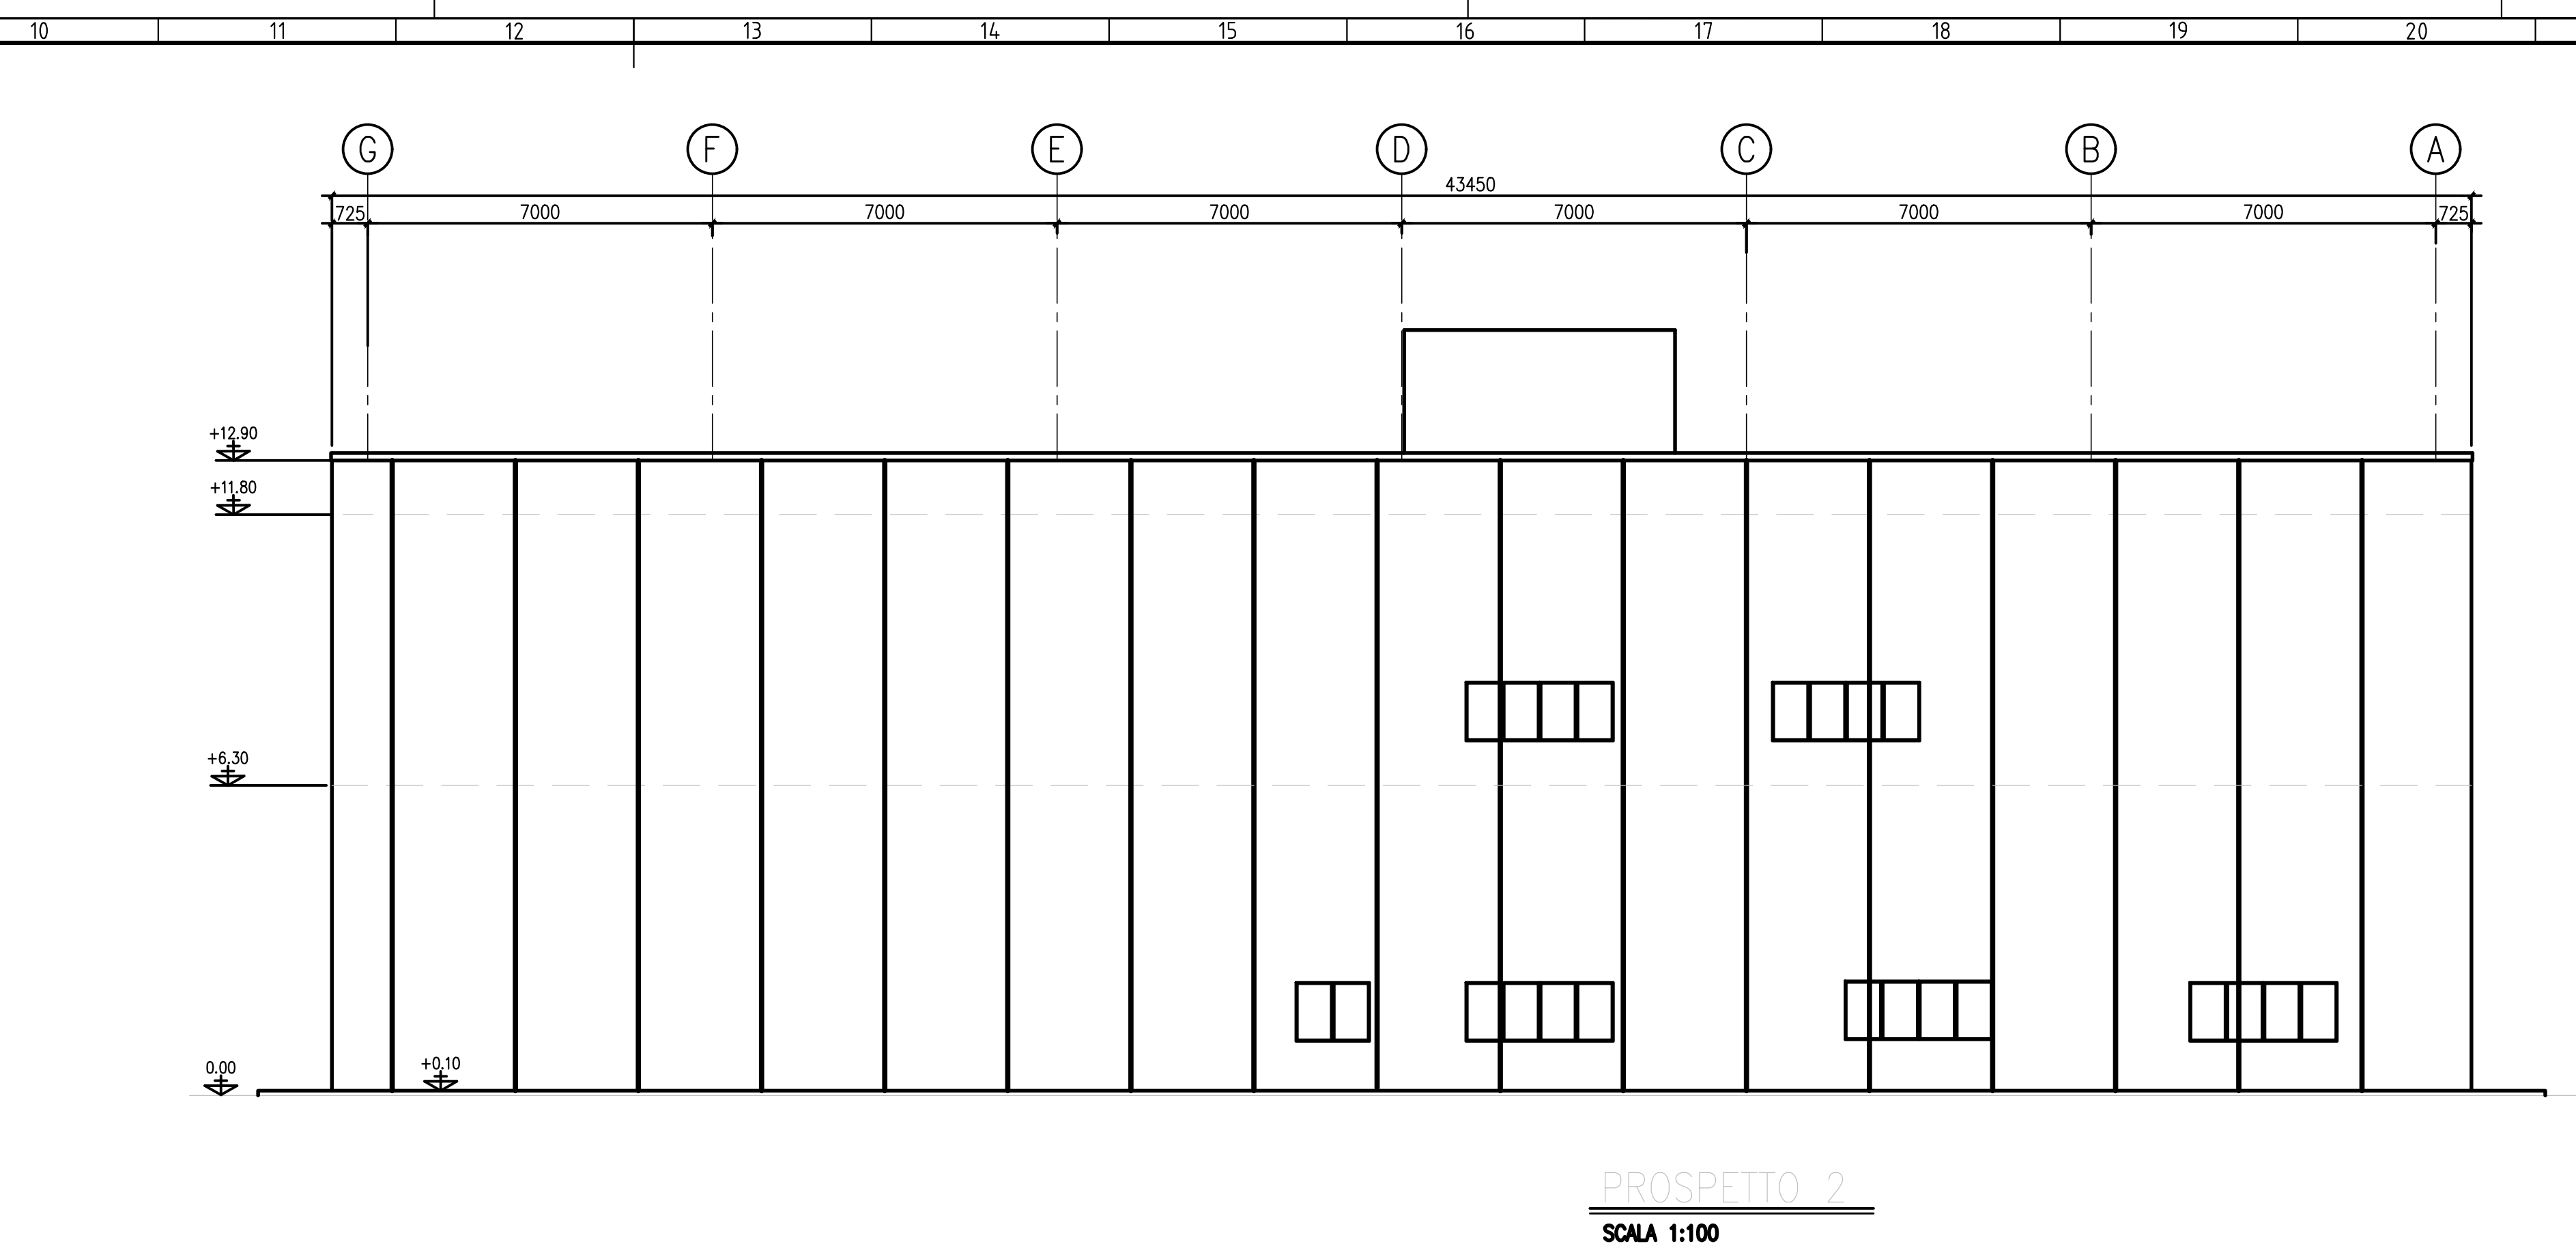 10 11 12 13 14 15 16 17 18 19 20
G F E D C B A
43450
725 7000 7000 7000 7000 7000 7000 725
+12.90
+11.80
+6.30
0.00
+0.10
PROSPETTO 2
SCALA 1:100